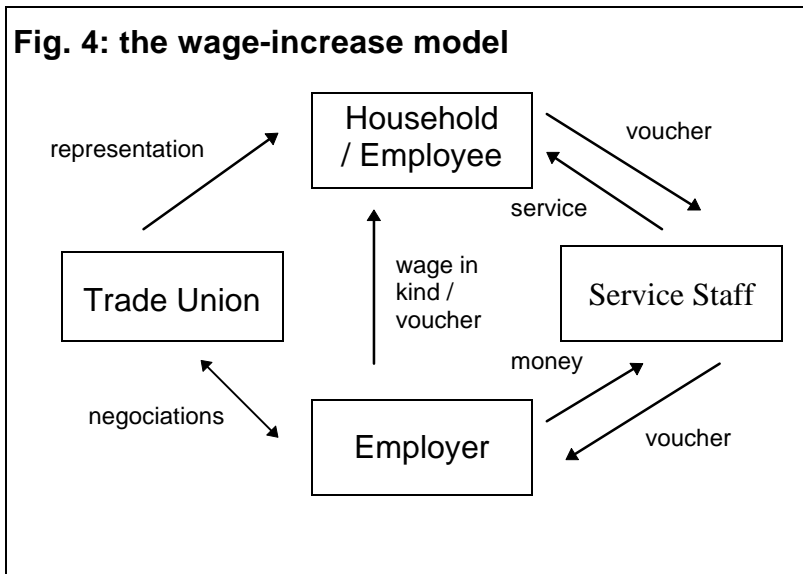 Fig. 4: the wage-increase model
Household
/ Employee
voucher
representation
service
wage in
kind /
voucher
Trade Union
Service Staff
money
negociations
Employer
voucher